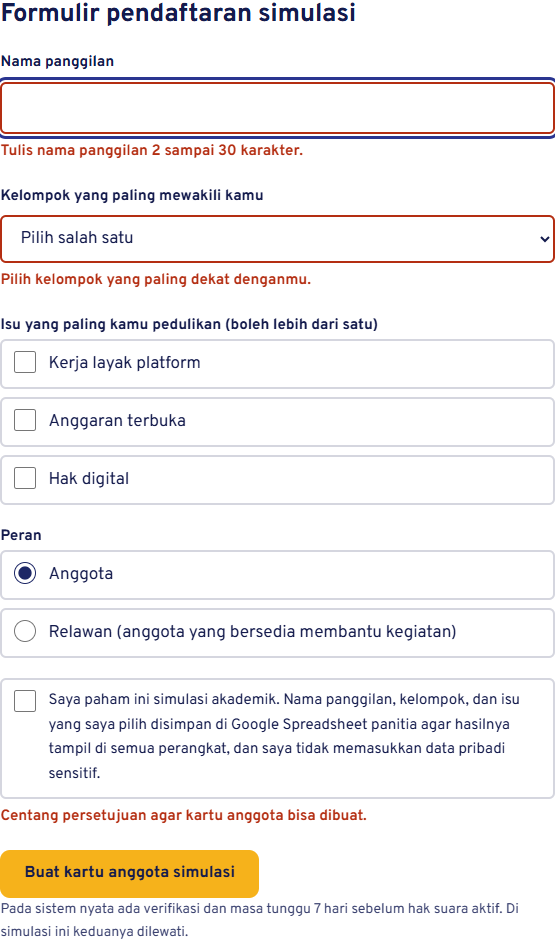 Formulir pendaftaran simulasi
Nama panggilan
Tulis nama panggilan 2 sampai 30 karakter.
Kelompok yang paling mewakili kamu
Pilih salah satu
Pilih kelompok yang paling dekat denganmu.
Isu yang paling kamu pedulikan (boleh lebih dari satu)
Kerja layak platform
Anggaran terbuka
Hak digital
Peran
Anggota
Relawan (anggota yang bersedia membantu kegiatan)
Saya paham ini simulasi akademik. Nama panggilan, kelompok, dan isu
yang saya pilih disimpan di Google Spreadsheet panitia agar hasilnya
tampil di semua perangkat, dan saya tidak memasukkan data pribadi
sensitif.
Centang persetujuan agar kartu anggota bisa dibuat.
Buat kartu anggota simulasi
Pada sistem nyata ada verifikasi dan masa tunggu 7 hari sebelum hak suara aktif. Di
simulasi ini keduanya dilewati.